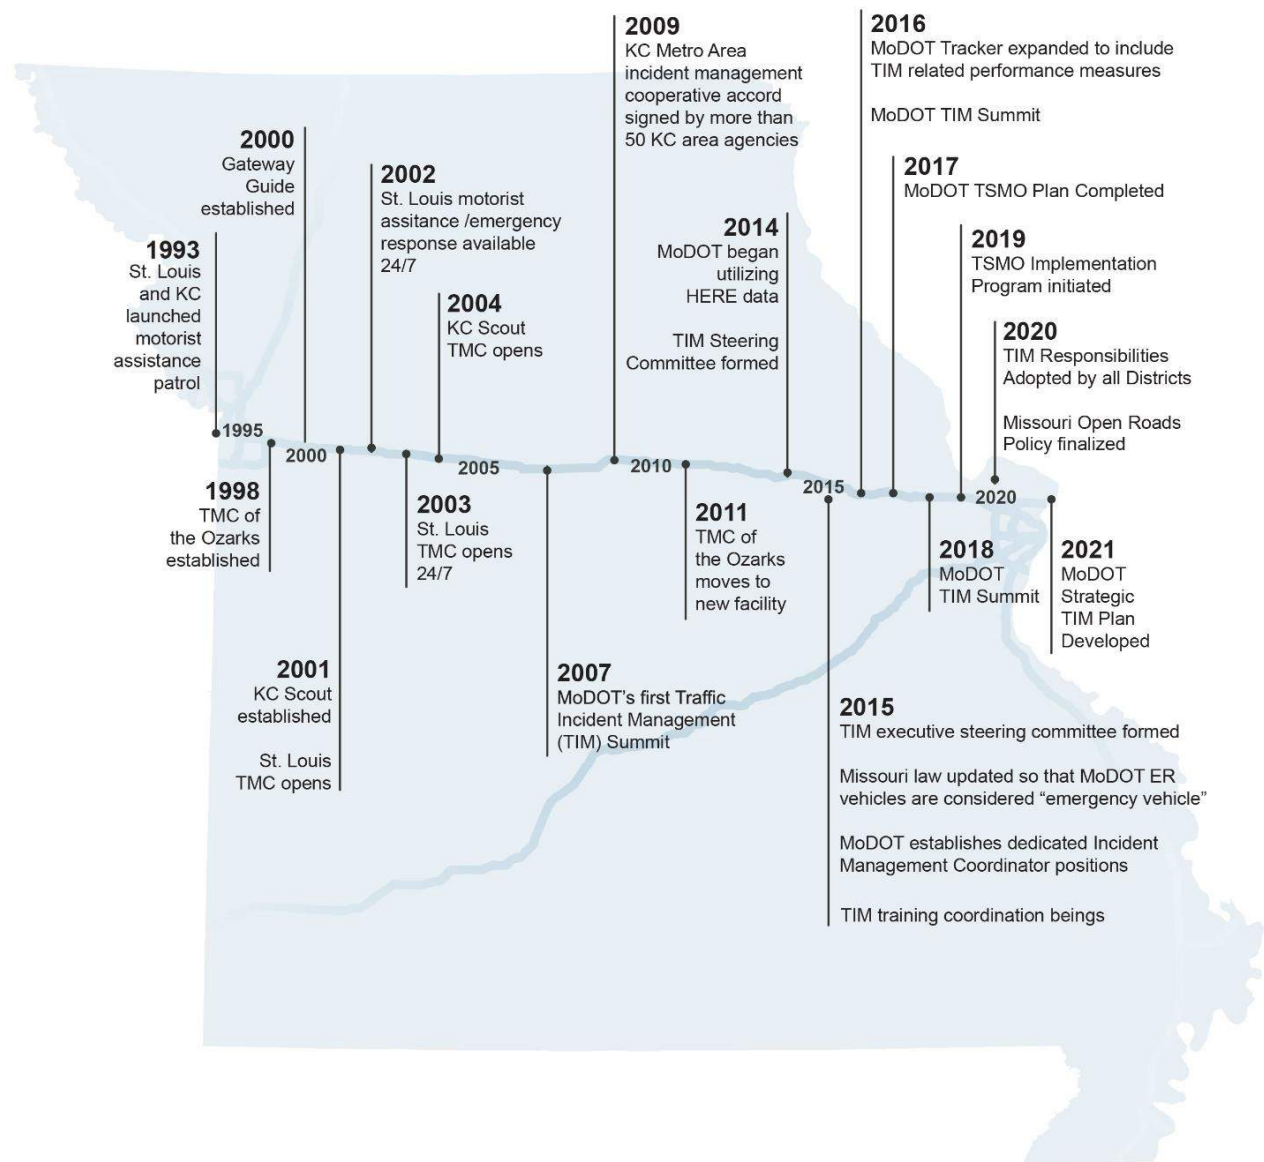 1993
St. Louis
and KC
launched
motorist
assistance
patrol
1995
1998
TMC of
the Ozarks
established
2000
Gateway
Guide
established
2000
2001
KC Scout
established
St. Louis
TMC opens
2002
St. Louis motorist
assitance /emergency
response available
24/7
2003
St. Louis
TMC opens
24/7
2004
KC Scout
TMC opens
2005
2007
MoDOT’s first Traffic
Incident Management
(TIM) Summit
2009
KC Metro Area
incident management
cooperative accord
signed by more than
50 KC area agencies
2010
2011
TMC of
the Ozarks
moves to
new facility
2014
MoDOT began
utilizing
HERE data
TIM Steering
Committee formed
2015
2015
TIM executive steering committee formed
Missouri law updated so that MoDOT ER
vehicles are considered “emergency vehicle”
MoDOT establishes dedicated Incident
Management Coordinator positions
TIM training coordination beings
2016
MoDOT Tracker expanded to include
TIM related performance measures
MoDOT TIM Summit
2017
MoDOT TSMO Plan Completed
2018
MoDOT
TIM Summit
2019
TSMO Implementation
Program initiated
2020
TIM Responsibilities
Adopted by all Districts
Missouri Open Roads
Policy finalized
2020
2021
MoDOT
Strategic
TIM Plan
Developed